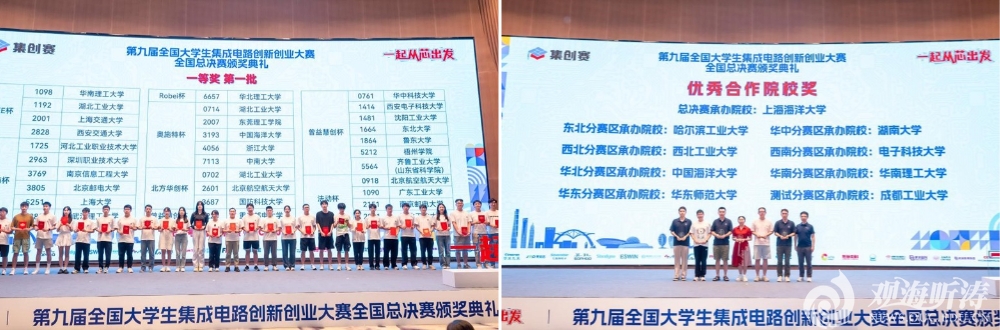 集创赛
第九届全国大学生集成电路创新创业大赛
全国总决赛颁奖典礼
一起从芯出发
一等奖 第一批
1098 华南理工大学
1192 湖北工业大学
2001 上海交通大学
2828 西安交通大学
1725 河北工业职业技术大学
2963 深圳职业技术大学
3769 南京信息工程大学
3805 北京邮电大学
5251 上海大学
Robei杯
6657 华北理工大学
奥施特杯
0714 湖北工业大学
2007 东莞理工学院
3193 中国海洋大学
4056 浙江大学
7113 中南大学
北方华创杯
0702 湖北工业大学
2601 北京航空航天大学
3687 国防科技大学
曾益慧创杯
0761 华中科技大学
1414 西安电子科技大学
1481 沈阳工业大学
1664 东北大学
1864 鲁东大学
5212 梧州学院
5564 齐鲁工业大学
(山东省科学院)
0918 北京航空航天大学
1090 广东工业大学
第九届全国大学生集成电路创新创业大赛全国总决赛颁奖典礼
集创赛
第九届全国大学生集成电路创新创业大赛
全国总决赛颁奖典礼
一起从芯出发
优秀合作院校奖
总决赛承办院校：上海海洋大学
东北分赛区承办院校：哈尔滨工业大学 华中分赛区承办院校：湖南大学
西北分赛区承办院校：西北工业大学 西南分赛区承办院校：电子科技大学
华北分赛区承办院校：中国海洋大学 华南分赛区承办院校：华南理工大学
华东分赛区承办院校：华东师范大学 测试分赛区承办院校：成都工业大学
第九届全国大学生集成电路创新创业大赛全国总决赛颁
观海听涛